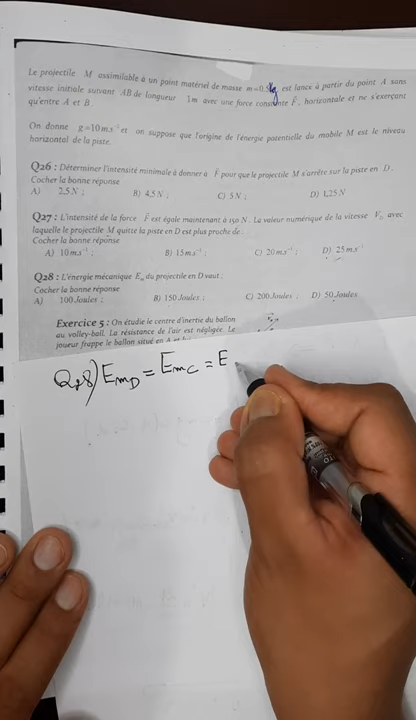 Le projectile M assimilable à un point matériel de masse m=0.5kg est lancé à partir du point A sans
vitesse initiale suivant AB de longueur 1m avec une force constante F, horizontale et ne s'exerçant
qu'entre A et B
On donne g=10m.s⁻² et on suppose que l'origine de l'énergie potentielle du mobile M est le niveau
horizontal de la piste.
Q26 : Déterminer l'intensité minimale à donner à F pour que le projectile M s'arrête sur la piste en D.
Cocher la bonne réponse
A) 2,5 N ; B) 4,5 N ; C) 5 N ; D) 1,25 N
Q27 : L'intensité de la force F est égale maintenant à 150 N. La valeur numérique de la vitesse V_D avec
laquelle le projectile M quitte la piste en D est plus proche de.
Cocher la bonne réponse
A) 10 m.s⁻¹ ; B) 15 m.s⁻¹ ; C) 20 m.s⁻¹ ; D) 25 m.s⁻¹
Q28 : L'énergie mécanique E_m du projectile en D vaut :
Cocher la bonne réponse
A) 100 Joules ; B) 150 Joules ; C) 200 Joules ; D) 50 Joules
Exercice 5 : On étudie le centre d'inertie du ballon
au volley-ball. La résistance de l'air est négligée. Le
joueur frappe le ballon situé en A
Q28) E_mD = E_mC = E